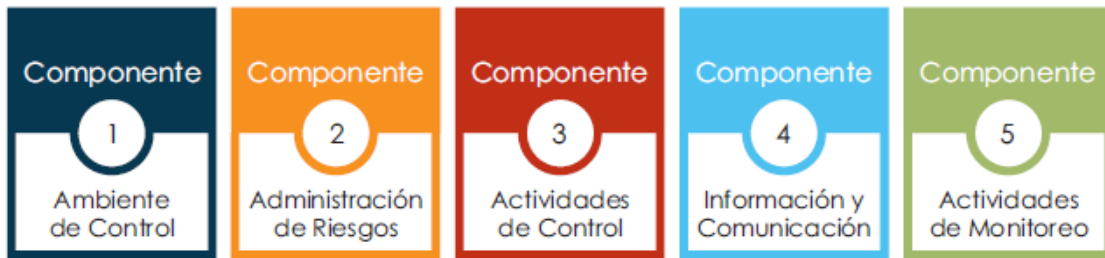 Componente
1
Ambiente
de Control
Componente
2
Administración
de Riesgos
Componente
3
Actividades
de Control
Componente
4
Información y
Comunicación
Componente
5
Actividades
de Monitoreo